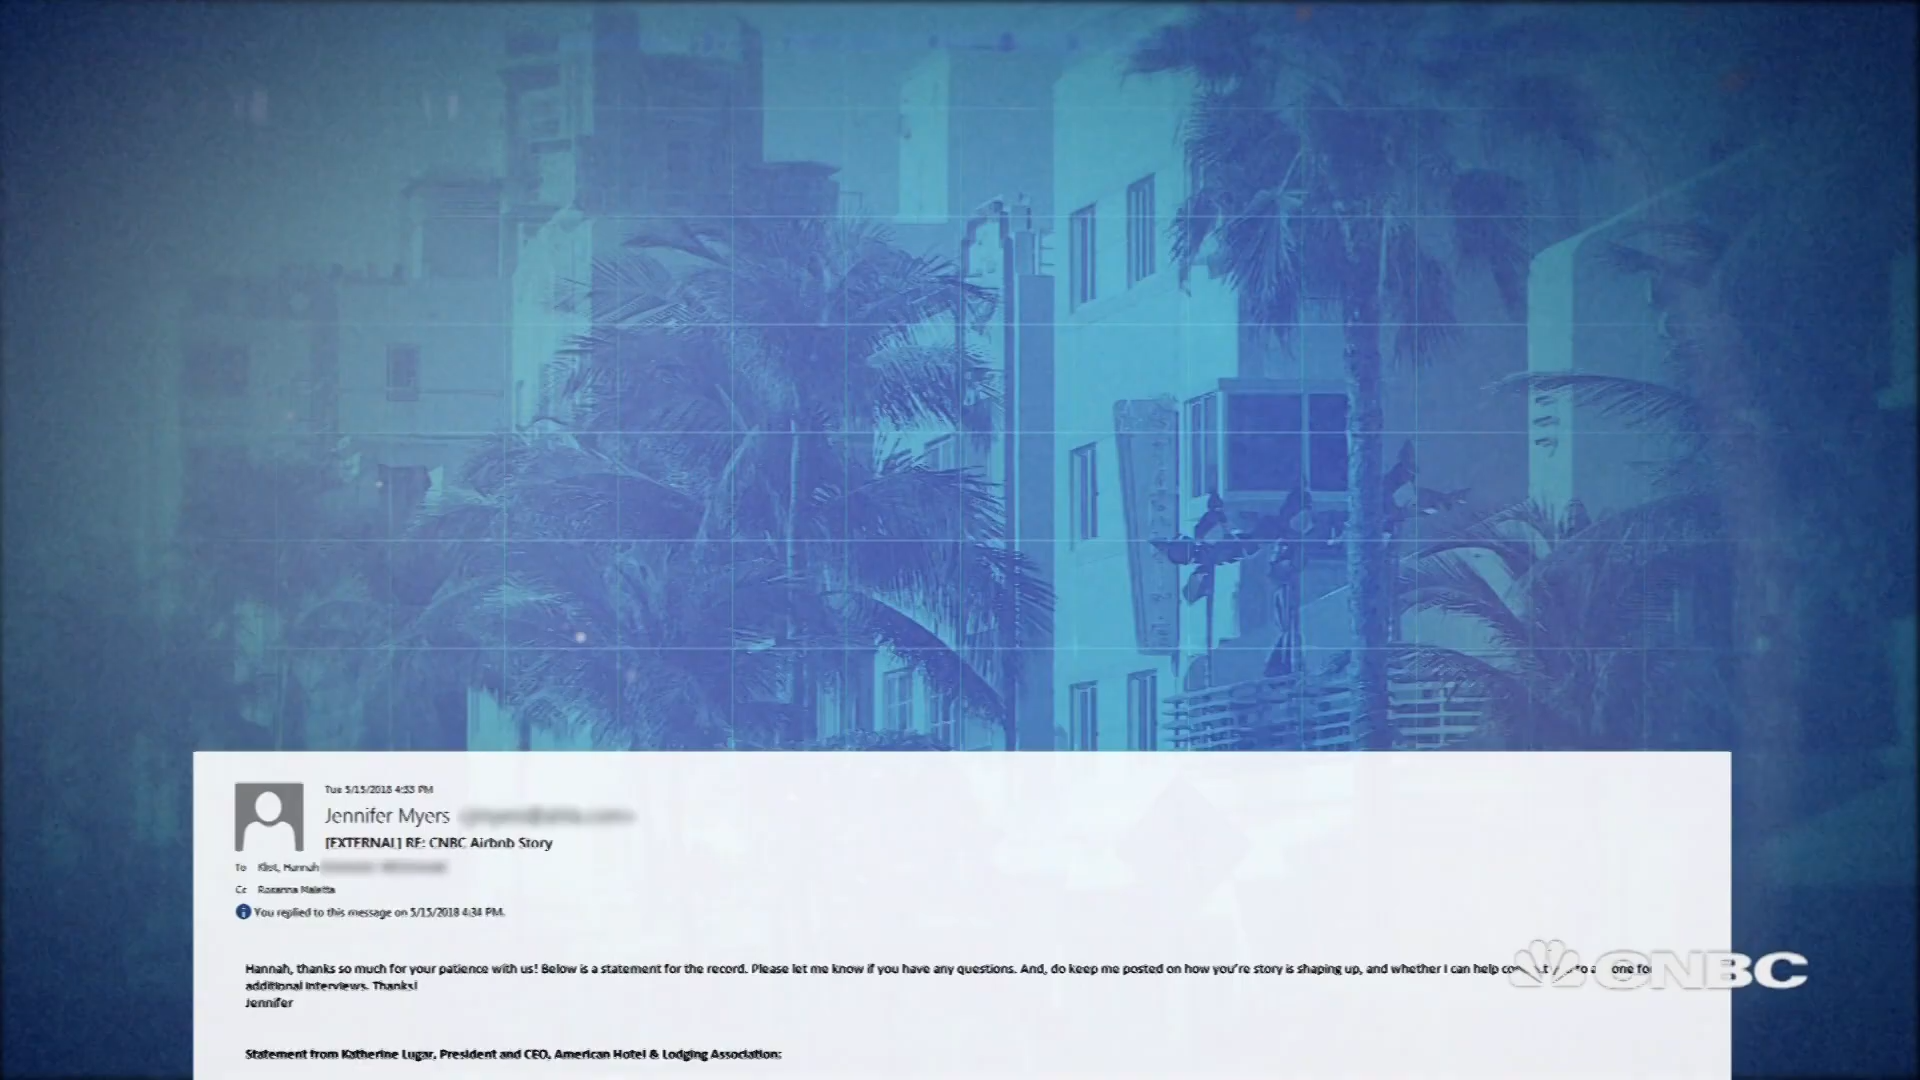 Tue 5/15/2018 4:33 PM
Jennifer Myers
[EXTERNAL] RE: CNBC Airbnb Story
To Klist, Hannah
Cc Rosanna Maietta
You replied to this message on 5/15/2018 4:34 PM.
Hannah, thanks so much for your patience with us! Below is a statement for the record. Please let me know if you have any questions. And, do keep me posted on how you're story is shaping up, and whether I can help
additional interviews. Thanks!
Jennifer
CNBC
Statement from Katherine Lugar, President and CEO, American Hotel & Lodging Association: